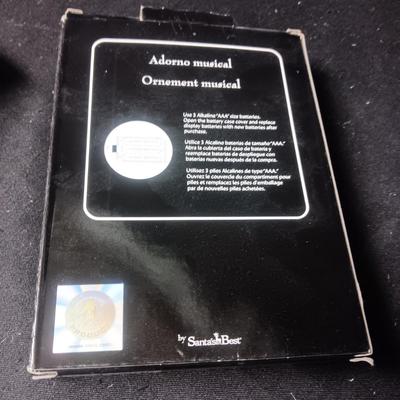 Adorno musical
Ornement musical
Use 3 Alkaline "AAA" size batteries.
Open the battery case cover and replace
display batteries with new batteries after
purchase.
Utilice 3 Alcaline baterías de tamaño "AAA."
Abra la cubierta del case de batería y
reemplace baterías de despliegue con
baterías nuevas después de la compra.
Utilisez 3 piles Alcalines de type "AAA."
Ouvrez le couvercle du compartiment pour
piles et remplacez les piles d'emballage
par de nouvelles piles achetées.
by Santa's Best